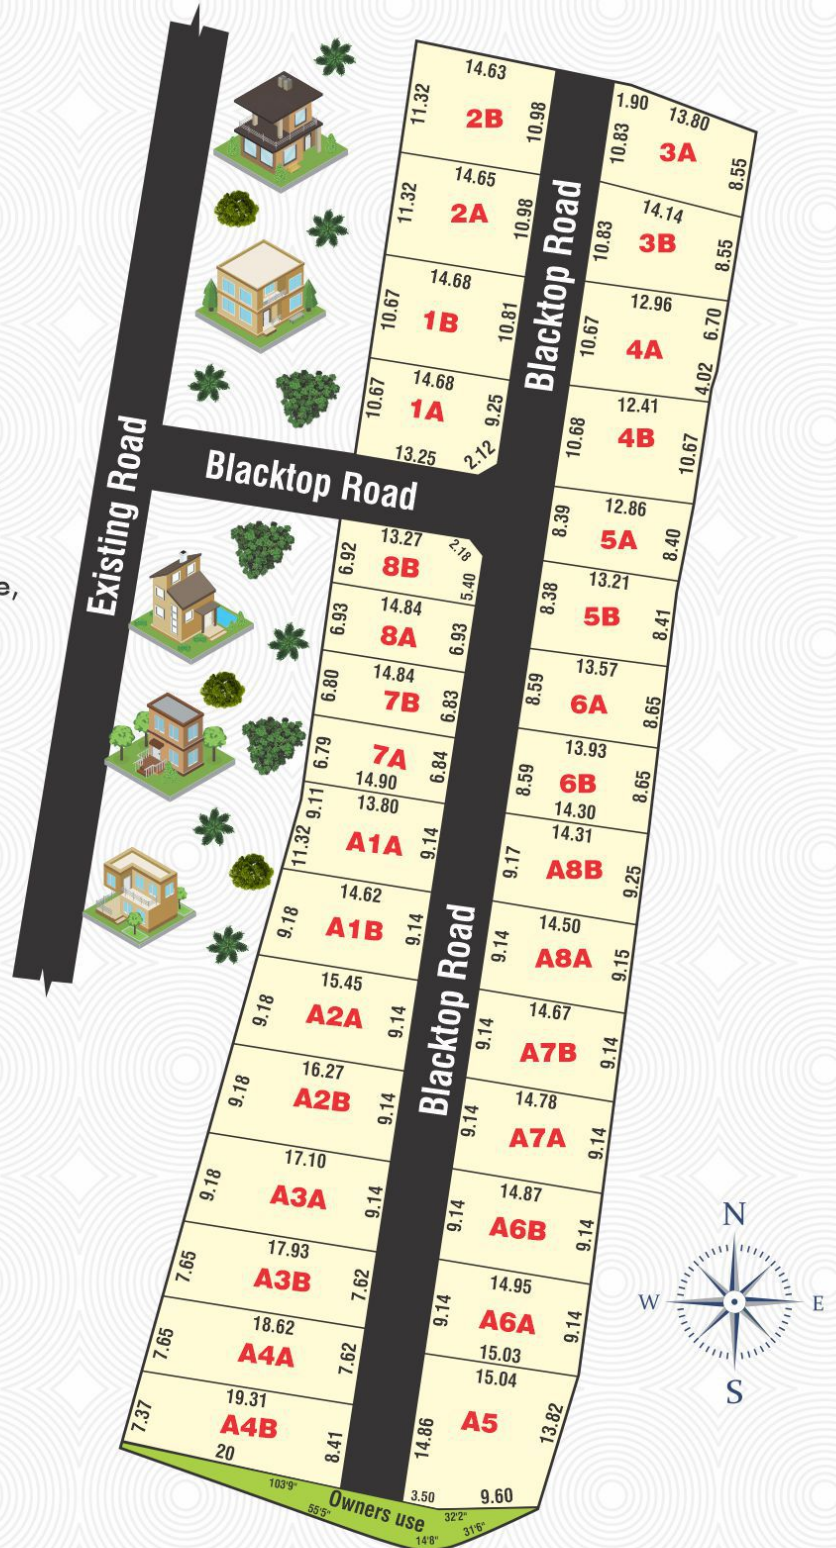 14.63
11.32
2B
10.98
14.65
11.32
2A
10.98
14.68
10.67
1B
10.81
14.68
10.67
1A
9.25
13.25
2.12
Blacktop Road
1.90
13.80
10.83
3A
8.55
14.14
10.83
3B
8.55
12.96
10.67
4A
6.70
4.02
12.41
10.68
4B
10.67
12.86
8.39
5A
8.40
13.21
8.38
5B
8.41
13.57
8.59
6A
8.65
13.93
8.59
6B
8.65
14.30
Existing Road
Blacktop Road
e,
13.27
2.18
6.92
8B
5.40
14.84
6.93
8A
6.93
14.84
6.80
7B
6.83
6.79
7A
6.84
14.90
13.80
9.11
11.32
A1A
9.14
14.62
9.18
A1B
9.14
15.45
9.18
A2A
9.14
16.27
9.18
A2B
9.14
17.10
9.18
A3A
9.14
17.93
7.65
A3B
7.62
18.62
7.65
A4A
7.62
19.31
7.37
A4B
8.41
20
Blacktop Road
14.31
9.17
A8B
9.25
14.50
9.14
A8A
9.15
14.67
9.14
A7B
9.14
14.78
9.14
A7A
9.14
14.87
9.14
A6B
9.14
14.95
9.14
A6A
9.14
15.03
15.04
14.86
A5
13.82
3.50
9.60
103'9"
55'5"
Owners use
32'2"
31'6"
14'8"
N
W
E
S